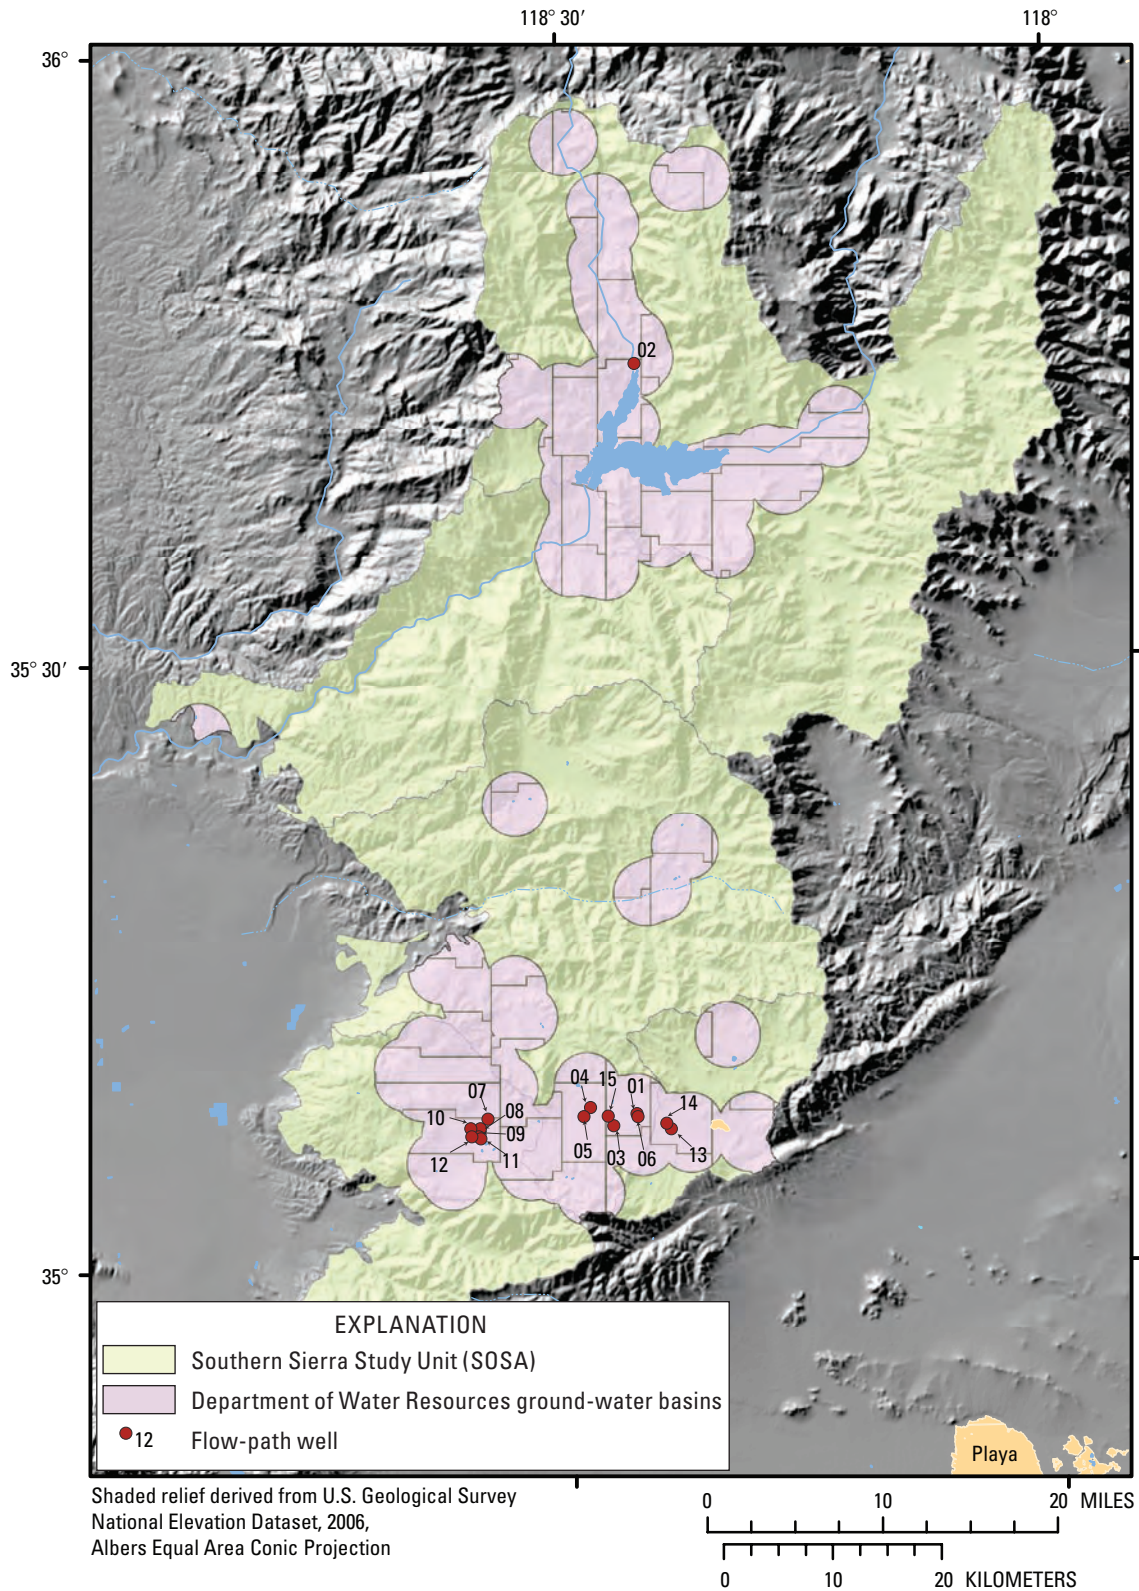 118° 30′
118°
36°
02
35° 30′
04
15
01
14
07
10
08
09
12
11
05
03
06
13
35°
EXPLANATION
Southern Sierra Study Unit (SOSA)
Department of Water Resources ground-water basins
12 Flow-path well
Playa
Shaded relief derived from U.S. Geological Survey
National Elevation Dataset, 2006,
Albers Equal Area Conic Projection
0 10 20 MILES
0 10 20 KILOMETERS